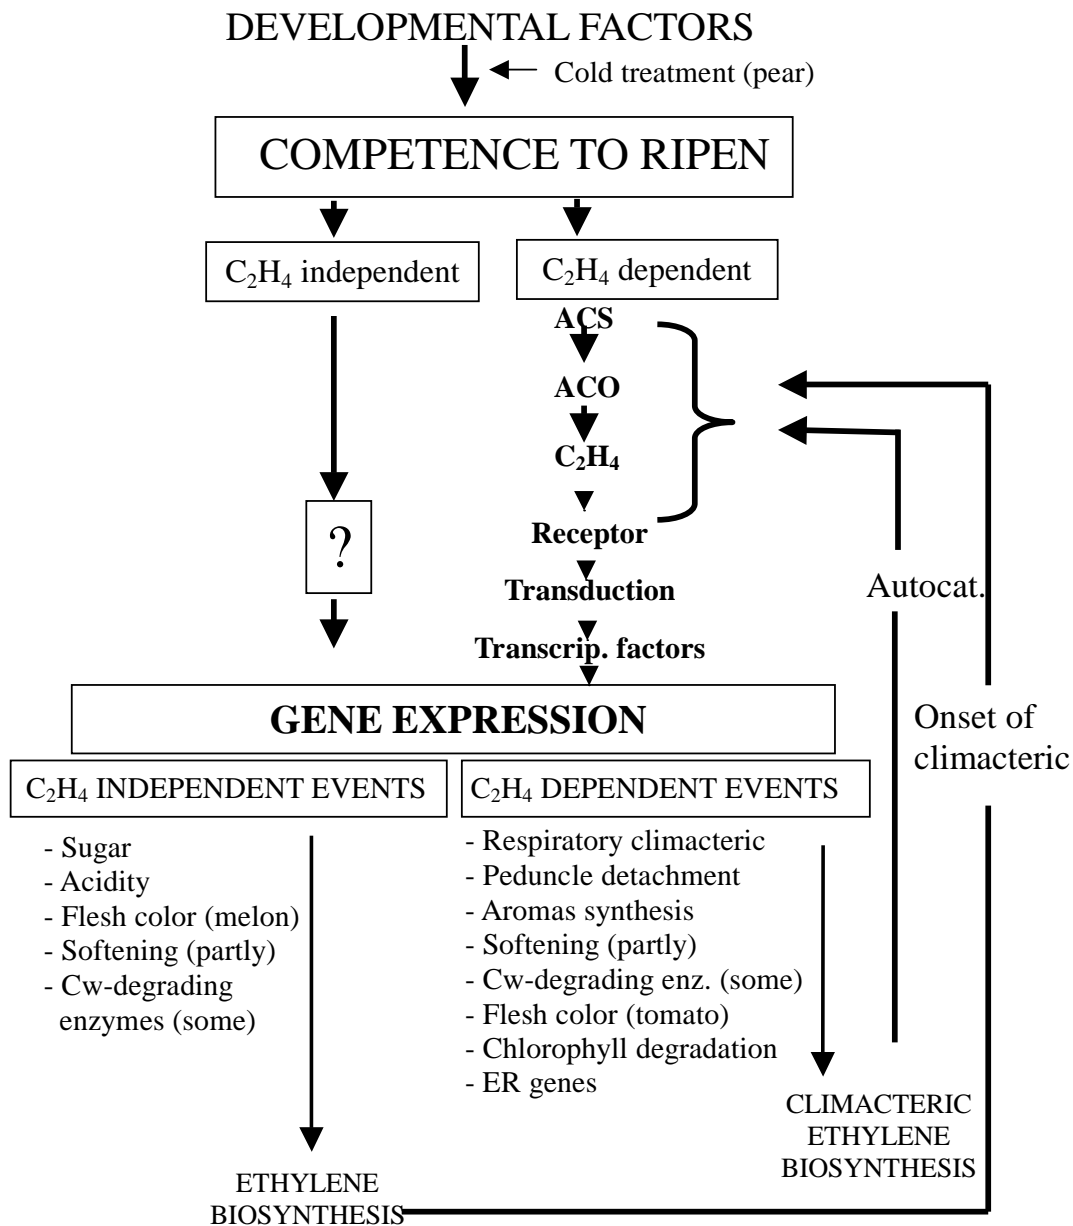 DEVELOPMENTAL FACTORS
Cold treatment (pear)
COMPETENCE TO RIPEN
C₂H₄ independent
C₂H₄ dependent
ACS
ACO
C₂H₄
Receptor
?
Transduction
Autocat.
Transcrip. factors
GENE EXPRESSION
Onset of
climacteric
C₂H₄ INDEPENDENT EVENTS
- Sugar
- Acidity
- Flesh color (melon)
- Softening (partly)
- Cw-degrading
enzymes (some)
C₂H₄ DEPENDENT EVENTS
- Respiratory climacteric
- Peduncle detachment
- Aromas synthesis
- Softening (partly)
- Cw-degrading enz. (some)
- Flesh color (tomato)
- Chlorophyll degradation
- ER genes
CLIMACTERIC
ETHYLENE
BIOSYNTHESIS
ETHYLENE
BIOSYNTHESIS